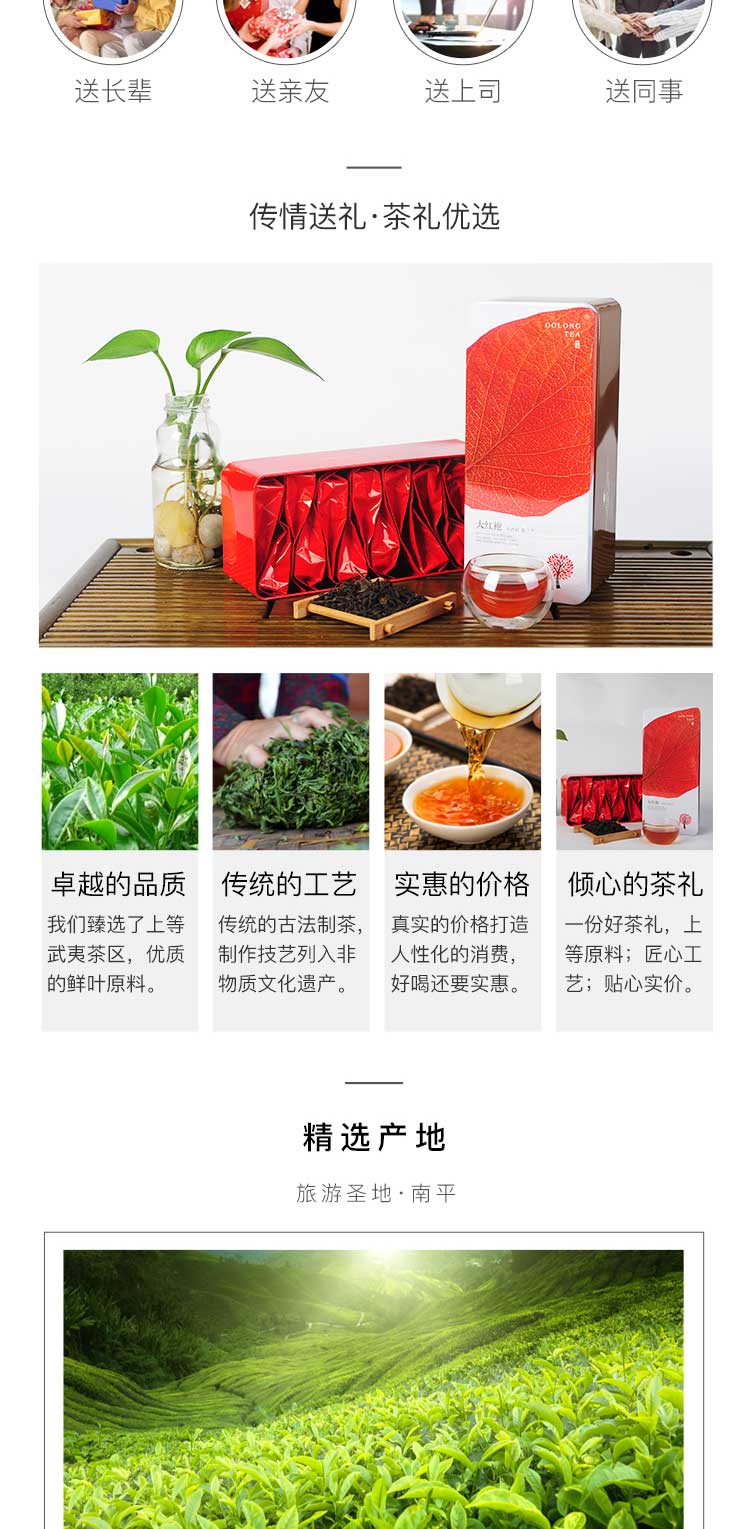 送长辈
送亲友
送上司
送同事
传情送礼·茶礼优选
OOLONG
TEA
大红袍
卓越的品质
我们臻选了上等
武夷茶区，优质
的鲜叶原料。
传统的工艺
传统的古法制茶，
制作技艺列入非
物质文化遗产。
实惠的价格
真实的价格打造
人性化的消费，
好喝还要实惠。
倾心的茶礼
一份好茶礼，上
等原料；匠心工
艺；贴心实价。
精选产地
旅游圣地·南平